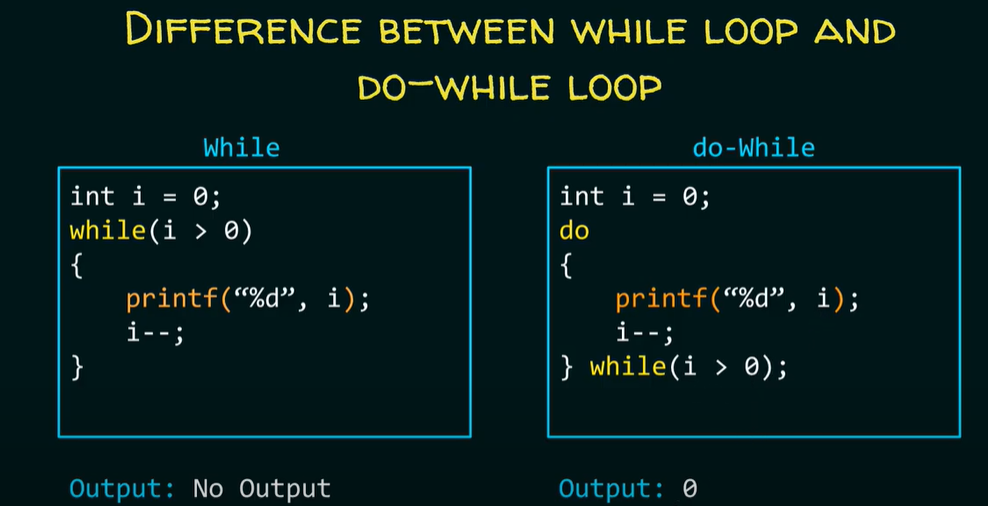 DIFFERENCE BETWEEN WHILE LOOP AND
DO-WHILE LOOP
While
int i = 0;
while(i > 0)
{
    printf(“%d”, i);
    i--;
}
Output: No Output
do-While
int i = 0;
do
{
    printf(“%d”, i);
    i--;
} while(i > 0);
Output: 0